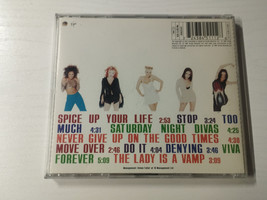 SPICE UP YOUR LIFE 2:53 STOP 3:24 TOO
MUCH 4:31 SATURDAY NIGHT DIVAS 4:25
NEVER GIVE UP ON THE GOOD TIMES 4:30
MOVE OVER 2:46 DO IT 4:04 DENYING 3:46 VIVA
FOREVER 5:09 THE LADY IS A VAMP 3:09